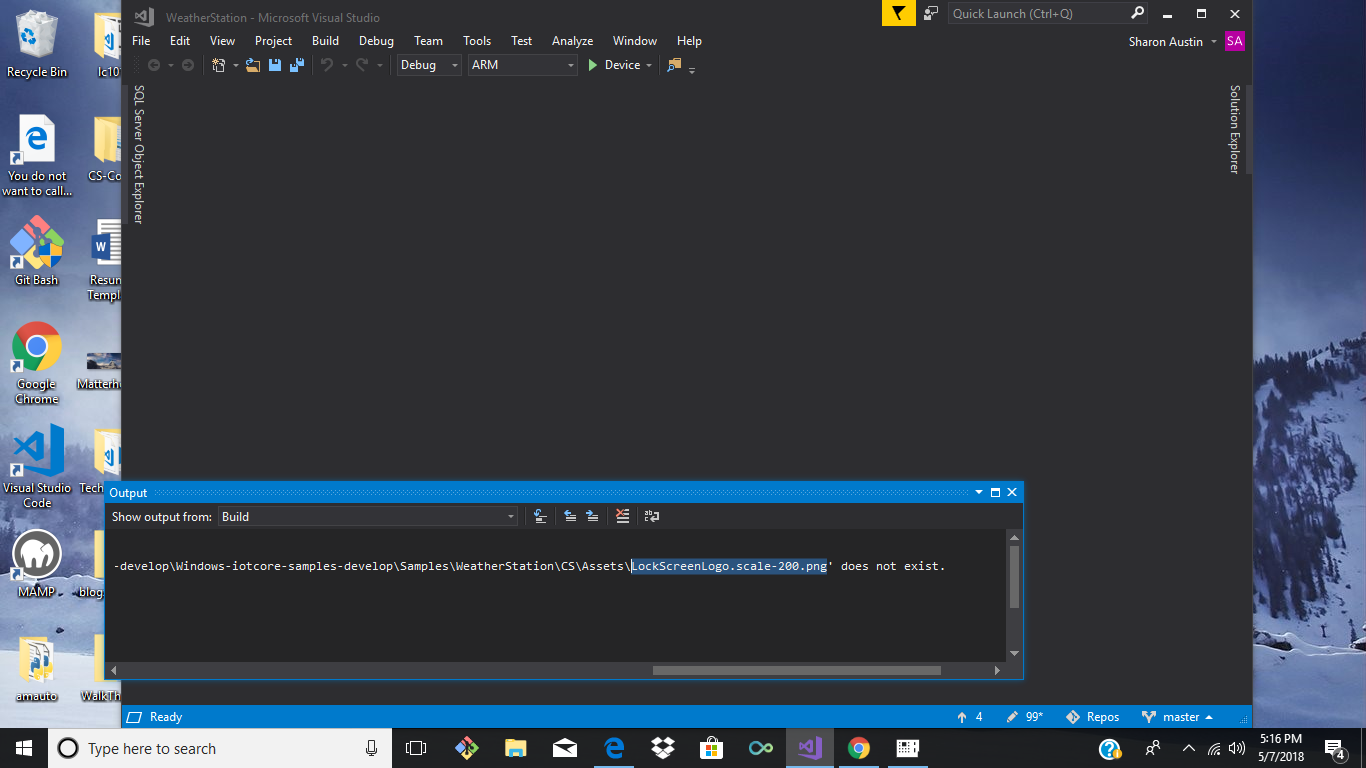 WeatherStation - Microsoft Visual Studio
Quick Launch (Ctrl+Q)
File Edit View Project Build Debug Team Tools Test Analyze Window Help
Sharon Austin SA
Debug ARM Device
SQL Server Object Explorer
Solution Explorer
Recycle Bin
lc101
You do not
want to call...
CS-Co
Git Bash
Resun
Templ
Google
Chrome
Matterh
Visual Studio
Code
Tech
MAMP
blog
amauto
WalkTh
Output
Show output from: Build
-develop\Windows-iotcore-samples-develop\Samples\WeatherStation\CS\Assets\LockScreenLogo.scale-200.png' does not exist.
Ready
4 99* Repos master
Type here to search
5:16 PM
5/7/2018
4